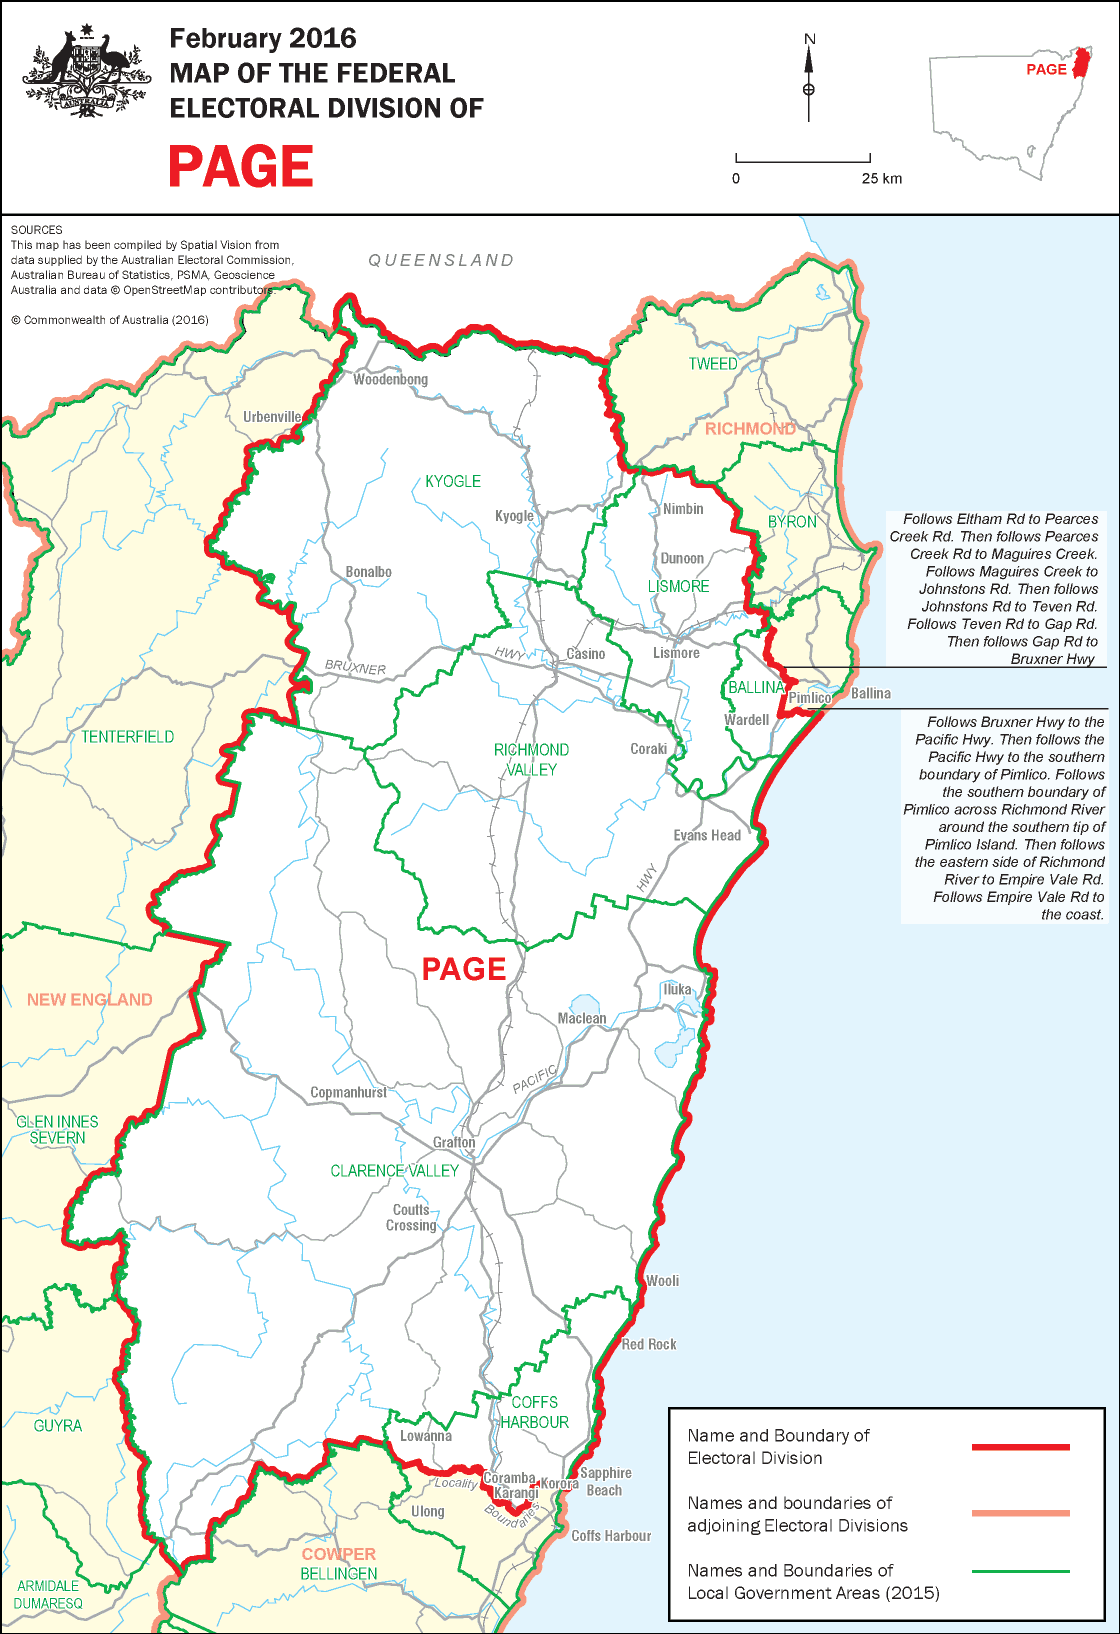 February 2016
MAP OF THE FEDERAL
ELECTORAL DIVISION OF
PAGE
AUSTRALIA
N
0 25 km
PAGE
SOURCES
This map has been compiled by Spatial Vision from
data supplied by the Australian Electoral Commission,
Australian Bureau of Statistics, PSMA, Geoscience
Australia and data © OpenStreetMap contributors.
© Commonwealth of Australia (2016)
QUEENSLAND
TWEED
Woodenbong
Urbenville
RICHMOND
KYOGLE
Nimbin
Kyogle
BYRON
Follows Eltham Rd to Pearces
Creek Rd. Then follows Pearces
Creek Rd to Maguires Creek.
Follows Maguires Creek to
Johnstons Rd. Then follows
Johnstons Rd to Teven Rd.
Follows Teven Rd to Gap Rd.
Then follows Gap Rd to
Bruxner Hwy
Dunoon
Bonalbo
LISMORE
BRUXNER
HWY
Casino
Lismore
BALLINA
Pimlico
Ballina
Wardell
TENTERFIELD
RICHMOND
VALLEY
Coraki
Follows Bruxner Hwy to the
Pacific Hwy. Then follows the
Pacific Hwy to the southern
boundary of Pimlico. Follows
the southern boundary of
Pimlico across Richmond River
around the southern tip of
Pimlico Island. Then follows
the eastern side of Richmond
River to Empire Vale Rd.
Follows Empire Vale Rd to
the coast.
Evans Head
HWY
PAGE
NEW ENGLAND
Iluka
Maclean
PACIFIC
Copmanhurst
GLEN INNES
SEVERN
Grafton
CLARENCE VALLEY
Coutts
Crossing
Wooli
Red Rock
COFFS
HARBOUR
GUYRA
Lowanna
Coramba
Karangi
Korora
Sapphire
Beach
Locality
Boundaries
Ulong
Coffs Harbour
COWPER
BELLINGEN
ARMIDALE
DUMARESQ
Name and Boundary of
Electoral Division
Names and boundaries of
adjoining Electoral Divisions
Names and Boundaries of
Local Government Areas (2015)